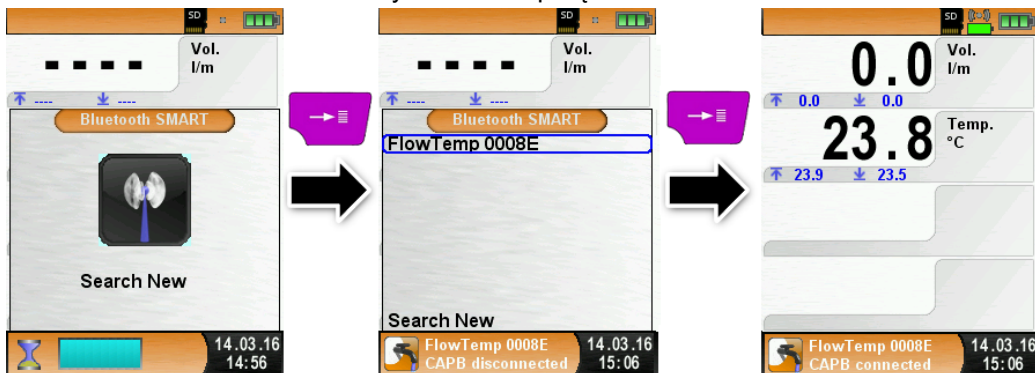 SD
Vol.
l/m
- - - -
---- ----
Bluetooth SMART
Search New
14.03.16
14:56
SD
Vol.
l/m
- - - -
---- ----
Bluetooth SMART
FlowTemp 0008E
Search New
FlowTemp 0008E
CAPB disconnected
14.03.16
15:06
SD
0.0 Vol.
l/m
0.0 0.0
23.8 Temp.
°C
23.9 23.5
FlowTemp 0008E
CAPB connected
14.03.16
15:06